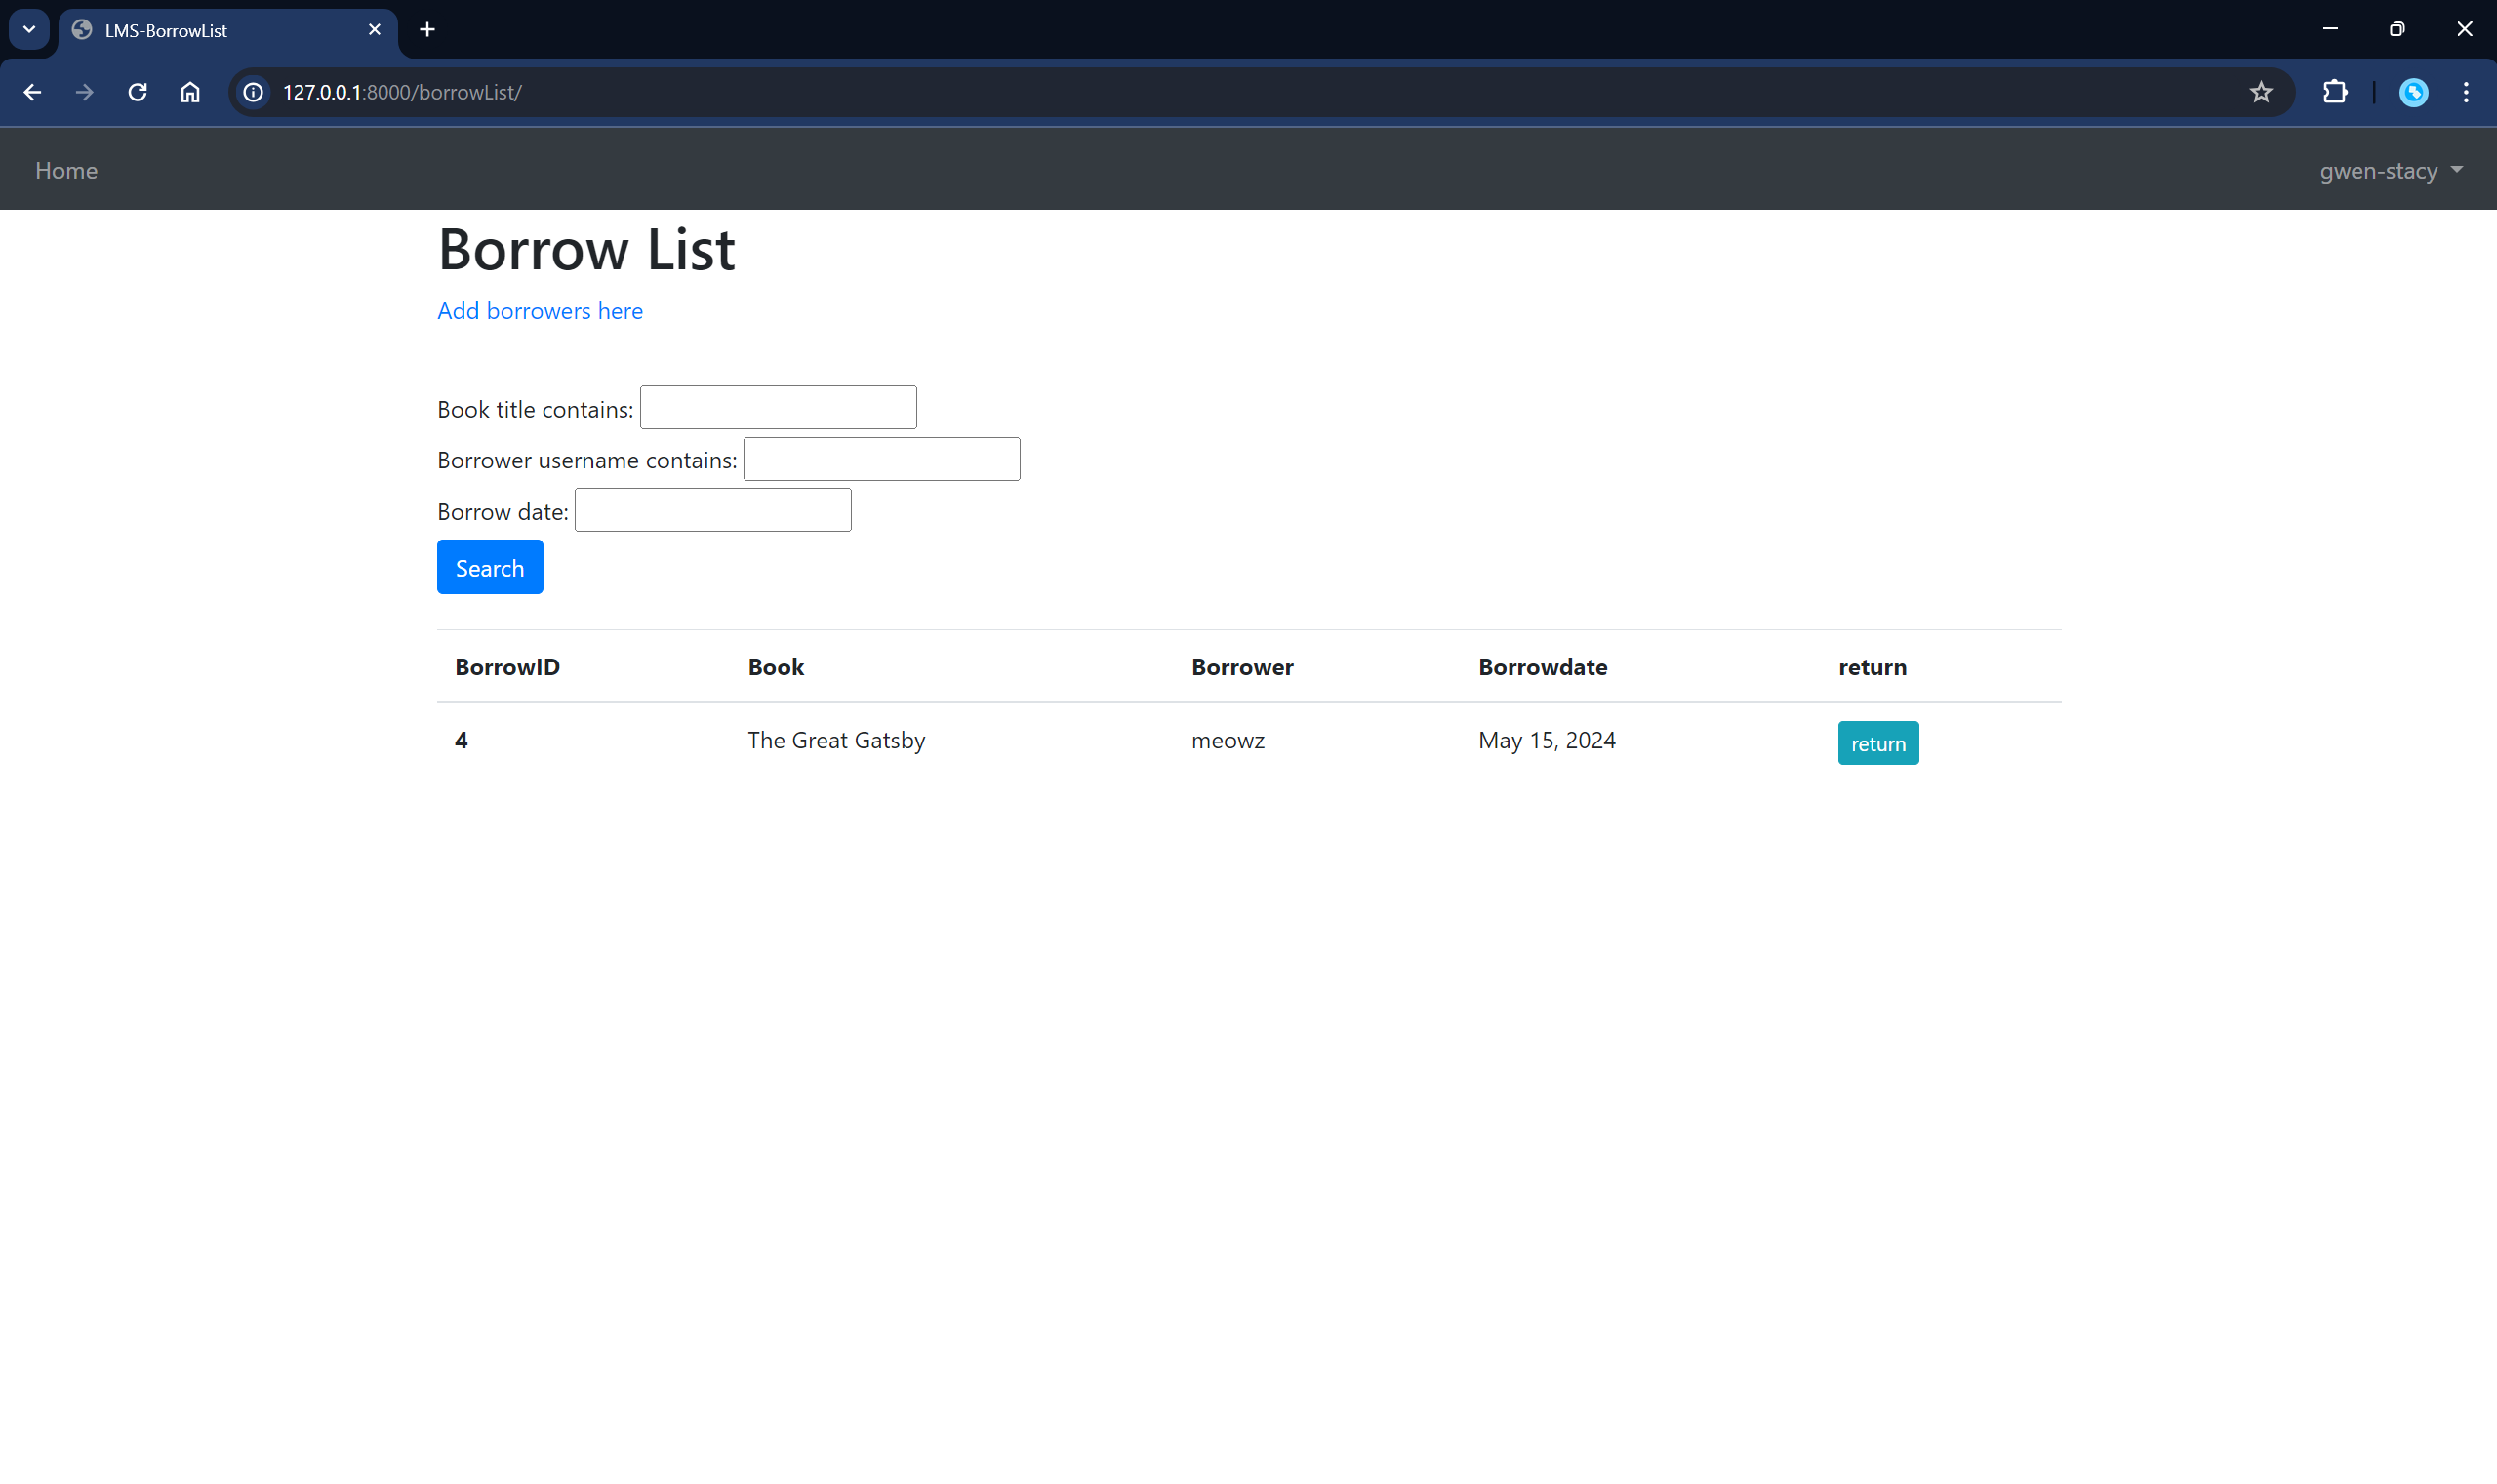 LMS-BorrowList
127.0.0.1:8000/borrowList/
Home gwen-stacy
Borrow List
Add borrowers here
Book title contains:
Borrower username contains:
Borrow date:
Search
BorrowID Book Borrower Borrowdate return
4 The Great Gatsby meowz May 15, 2024 return